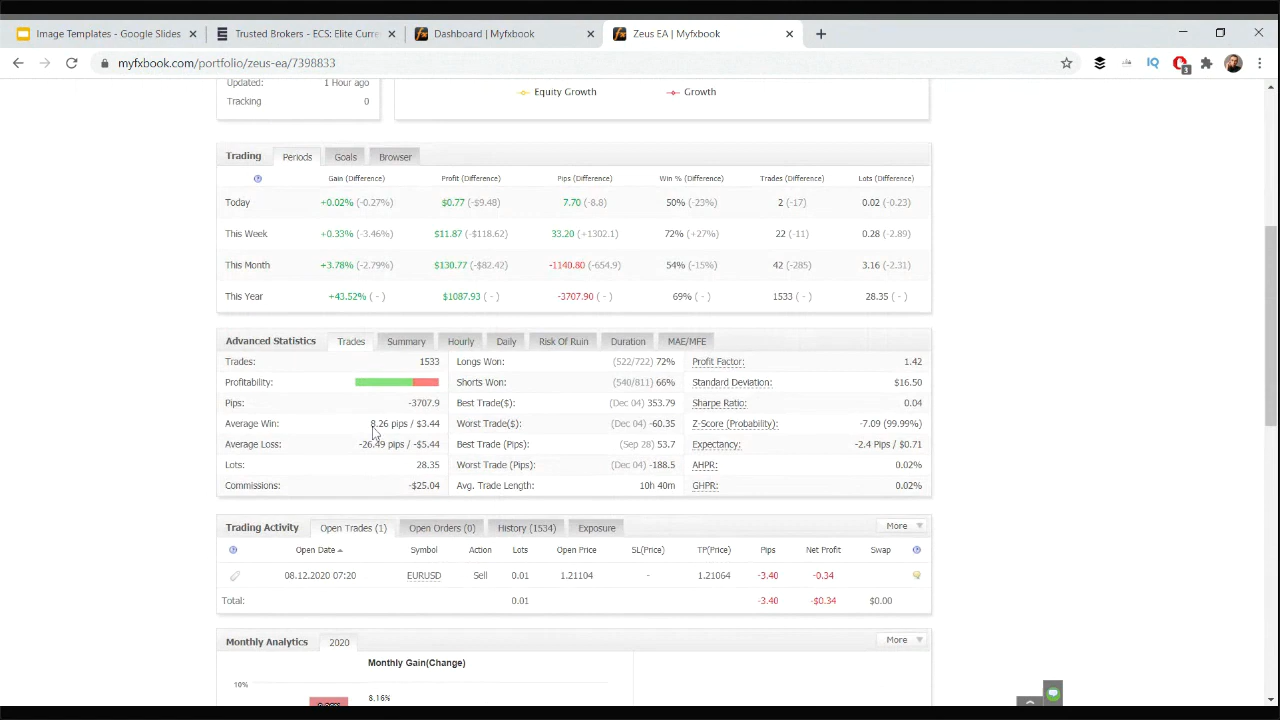 Image Templates - Google Slides
Trusted Brokers - ECS: Elite Curre
Dashboard | Myfxbook
Zeus EA | Myfxbook
myfxbook.com/portfolio/zeus-ea/7398833
IQ
3
Updated: 1 Hour ago
Tracking 0
Equity Growth Growth
Trading Periods Goals Browser
Gain (Difference) Profit (Difference) Pips (Difference) Win % (Difference) Trades (Difference) Lots (Difference)
Today +0.02% (-0.27%) $0.77 (-$9.48) 7.70 (-8.8) 50% (-23%) 2 (-17) 0.02 (-0.23)
This Week +0.33% (-3.46%) $11.87 (-$118.62) 33.20 (+1302.1) 72% (+27%) 22 (-11) 0.28 (-2.89)
This Month +3.78% (-2.79%) $130.77 (-$82.42) -1140.80 (-654.9) 54% (-15%) 42 (-285) 3.16 (-2.31)
This Year +43.52% ( - ) $1087.93 ( - ) -3707.90 ( - ) 69% ( - ) 1533 ( - ) 28.35 ( - )
Advanced Statistics Trades Summary Hourly Daily Risk Of Ruin Duration MAE/MFE
Trades: 1533 Longs Won: (522/722) 72% Profit Factor: 1.42
Profitability: Shorts Won: (540/811) 66% Standard Deviation: $16.50
Pips: -3707.9 Best Trade($): (Dec 04) 353.79 Sharpe Ratio: 0.04
Average Win: 8.26 pips / $3.44 Worst Trade($): (Dec 04) -60.35 Z-Score (Probability): -7.09 (99.99%)
Average Loss: -26.49 pips / -$5.44 Best Trade (Pips): (Sep 28) 53.7 Expectancy: -2.4 Pips / $0.71
Lots: 28.35 Worst Trade (Pips): (Dec 04) -188.5 AHPR: 0.02%
Commissions: -$25.04 Avg. Trade Length: 10h 40m GHPR: 0.02%
Trading Activity Open Trades (1) Open Orders (0) History (1534) Exposure More
Open Date Symbol Action Lots Open Price SL(Price) TP(Price) Pips Net Profit Swap
08.12.2020 07:20 EURUSD Sell 0.01 1.21104 - 1.21064 -3.40 -0.34
Total: 0.01 -3.40 -$0.34 $0.00
Monthly Analytics 2020 More
Monthly Gain(Change)
10%
8.16%